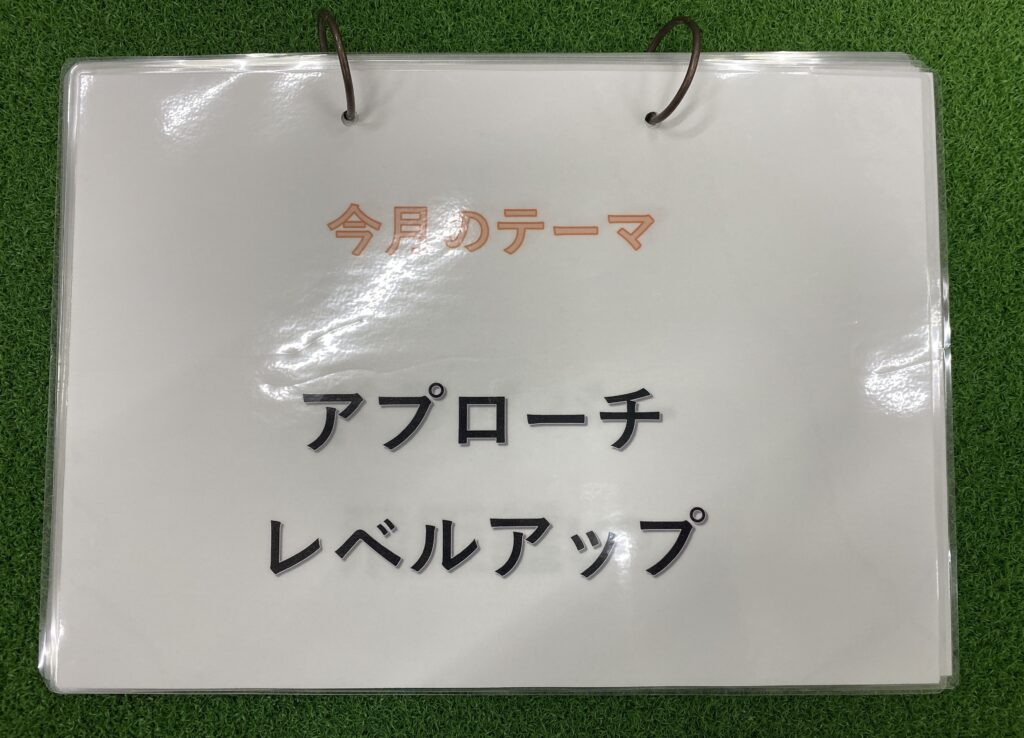 今月のテーマ
アプローチ
レベルアップ